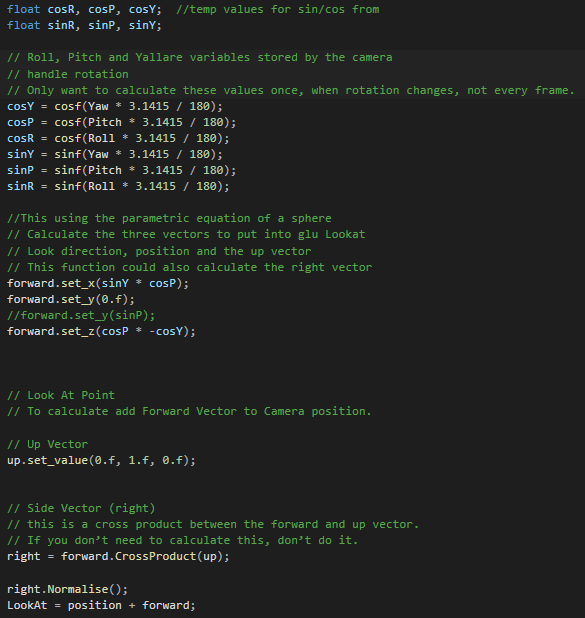 float cosR, cosP, cosY;  //temp values for sin/cos from
float sinR, sinP, sinY;
// Roll, Pitch and Yallare variables stored by the camera
// handle rotation
// Only want to calculate these values once, when rotation changes, not every frame.
cosY = cosf(Yaw * 3.1415 / 180);
cosP = cosf(Pitch * 3.1415 / 180);
cosR = cosf(Roll * 3.1415 / 180);
sinY = sinf(Yaw * 3.1415 / 180);
sinP = sinf(Pitch * 3.1415 / 180);
sinR = sinf(Roll * 3.1415 / 180);
//This using the parametric equation of a sphere
// Calculate the three vectors to put into glu Lookat
// Look direction, position and the up vector
// This function could also calculate the right vector
forward.set_x(sinY * cosP);
forward.set_y(0.f);
//forward.set_y(sinP);
forward.set_z(cosP * -cosY);
// Look At Point
// To calculate add Forward Vector to Camera position.
// Up Vector
up.set_value(0.f, 1.f, 0.f);
// Side Vector (right)
// this is a cross product between the forward and up vector.
// If you don’t need to calculate this, don’t do it.
right = forward.CrossProduct(up);
right.Normalise();
LookAt = position + forward;